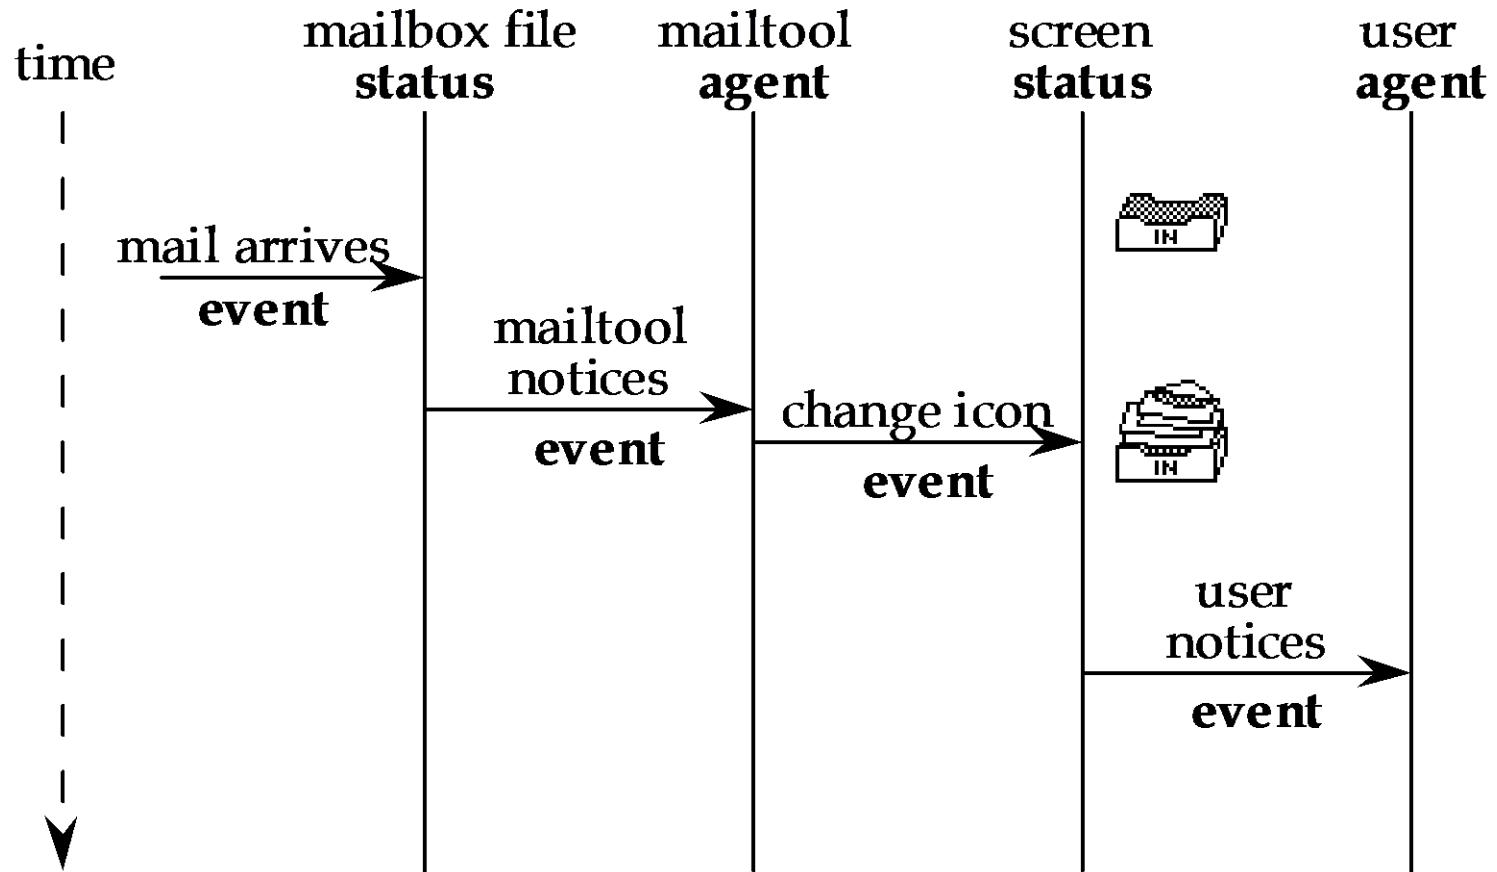 time
mailbox file
status
mailtool
agent
screen
status
user
agent
IN
mail arrives
event
mailtool
notices
event
change icon
event
IN
user
notices
event